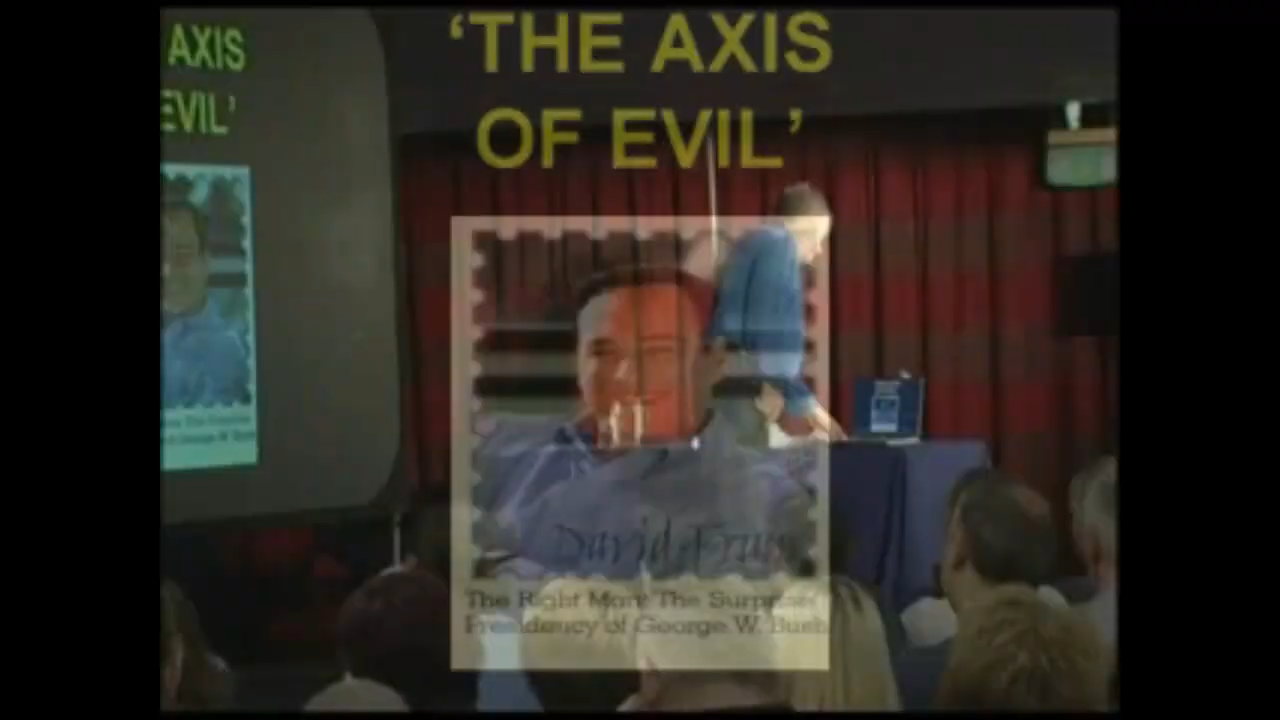 AXIS
EVIL’
‘THE AXIS
OF EVIL’
David Frum
The Right Man: The Surprise
Presidency of George W. Bush